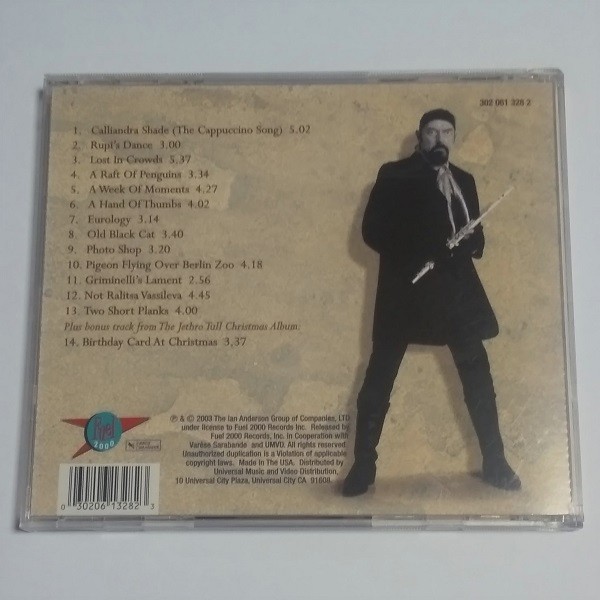 302 061 328 2
1. Calliandra Shade (The Cappuccino Song) 5.02
2. Rupi's Dance 3.00
3. Lost In Crowds 5.37
4. A Raft Of Penguins 3.34
5. A Week Of Moments 4.27
6. A Hand Of Thumbs 4.02
7. Eurology 3.14
8. Old Black Cat 3.40
9. Photo Shop 3.20
10. Pigeon Flying Over Berlin Zoo 4.18
11. Griminelli's Lament 2.56
12. Not Ralitsa Vassileva 4.45
13. Two Short Planks 4.00
Plus bonus track from The Jethro Tull Christmas Album:
14. Birthday Card At Christmas 3.37
Fuel
2000
℗ & © 2003 The Ian Anderson Group of Companies, LTD
under licence to Fuel 2000 Records Inc. Released by
Fuel 2000 Records, Inc. in Cooperation with
Varèse Sarabande and UMVD. All rights reserved.
Unauthorized duplication is a Violation of applicable
copyright laws. Made In The USA. Distributed by
Universal Music and Video Distribution.
10 Universal City Plaza, Universal City CA 91608.
0 30206 13282 3